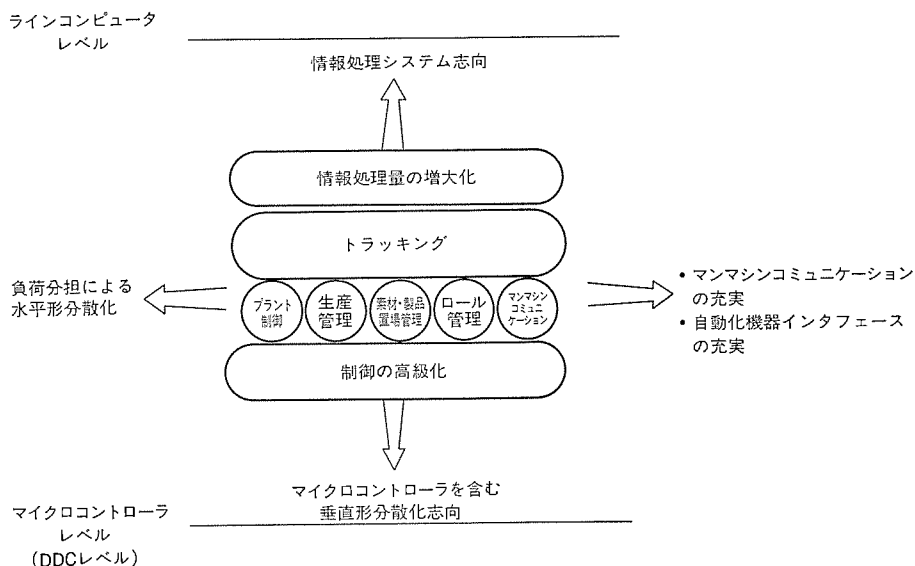 ラインコンピュータ
レベル
情報処理システム志向
情報処理量の増大化
トラッキング
負荷分担による
水平形分散化
プラント
制御
生産
管理
素材・製品
置場管理
ロール
管理
マンマシン
コミュニ
ケーション
• マンマシンコミュニケーション
の充実
• 自動化機器インタフェース
の充実
制御の高級化
マイクロコントローラを含む
垂直形分散化志向
マイクロコントローラ
レベル
(DDCレベル)